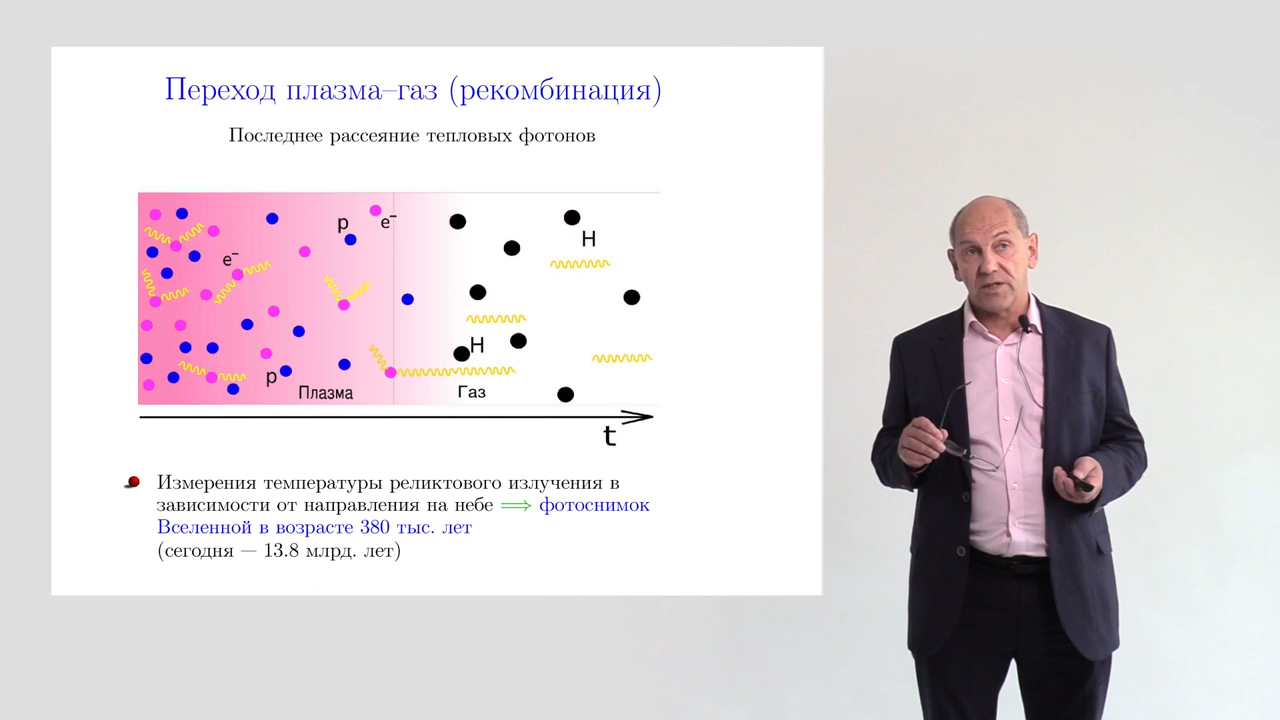 Переход плазма–газ (рекомбинация)
Последнее рассеяние тепловых фотонов
p
e⁻
H
e⁻
H
p
Плазма
Газ
t
Измерения температуры реликтового излучения в
зависимости от направления на небе ⟹ фотоснимок
Вселенной в возрасте 380 тыс. лет
(сегодня — 13.8 млрд. лет)